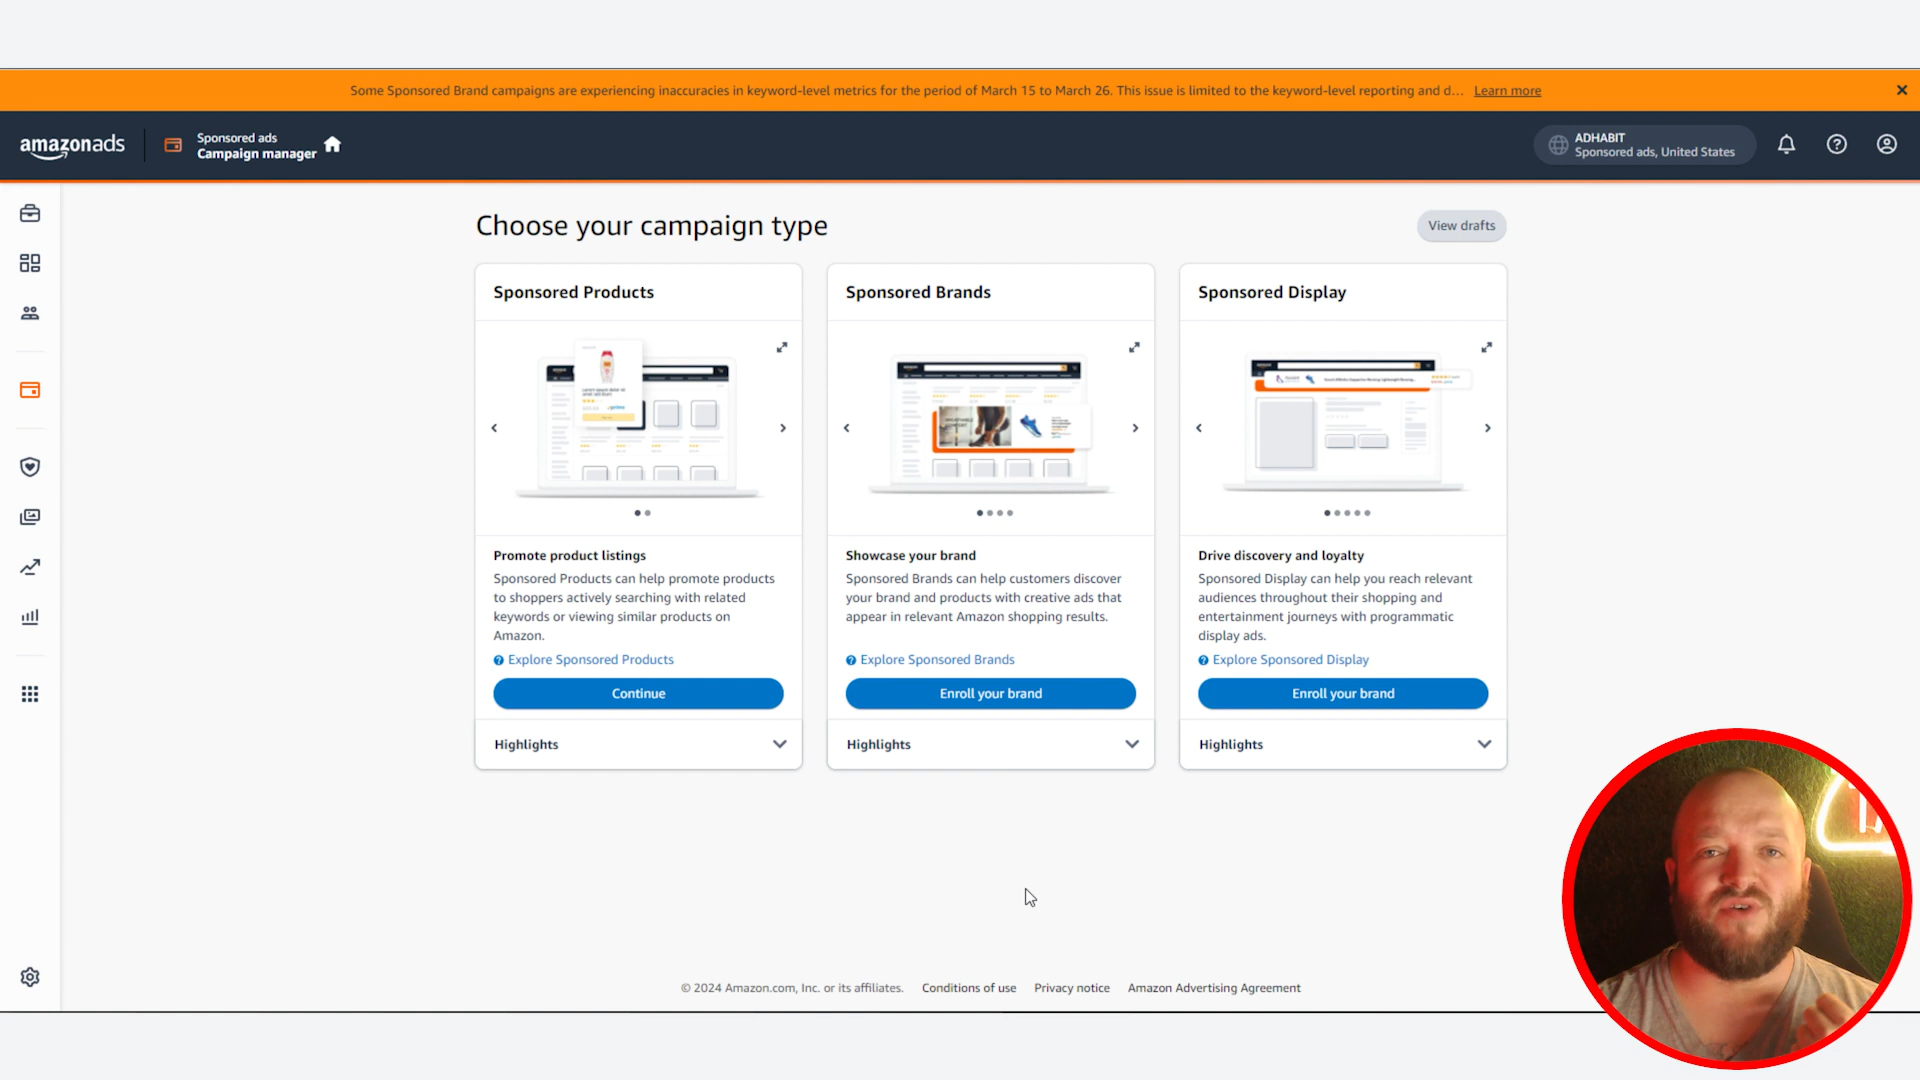 Some Sponsored Brand campaigns are experiencing inaccuracies in keyword-level metrics for the period of March 15 to March 26. This issue is limited to the keyword-level reporting and d... Learn more
amazonads
Sponsored ads
Campaign manager
ADHABIT
Sponsored ads, United States
Choose your campaign type
View drafts
Sponsored Products
Promote product listings
Sponsored Products can help promote products
to shoppers actively searching with related
keywords or viewing similar products on
Amazon.
Explore Sponsored Products
Continue
Highlights
Sponsored Brands
Showcase your brand
Sponsored Brands can help customers discover
your brand and products with creative ads that
appear in relevant Amazon shopping results.
Explore Sponsored Brands
Enroll your brand
Highlights
Sponsored Display
Drive discovery and loyalty
Sponsored Display can help you reach relevant
audiences throughout their shopping and
entertainment journeys with programmatic
display ads.
Explore Sponsored Display
Enroll your brand
Highlights
© 2024 Amazon.com, Inc. or its affiliates. Conditions of use Privacy notice Amazon Advertising Agreement